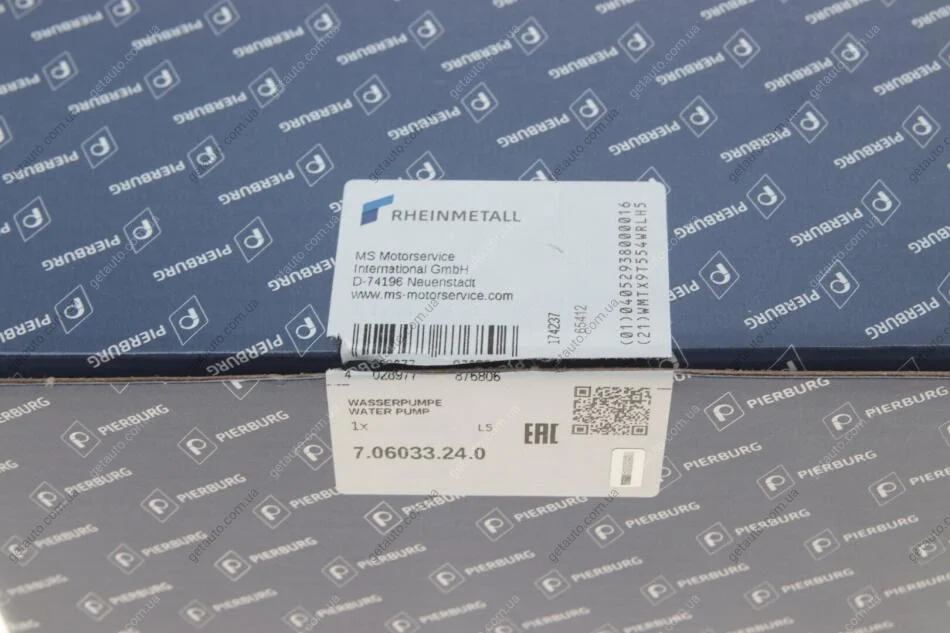 RHEINMETALL
MS Motorservice
International GmbH
D-74196 Neuenstadt
www.ms-motorservice.com
174237
65412
(01)04052938000016
(21)WMTX9T554WRLH5
4 028977 876806
WASSERPUMPE
WATER PUMP
1x
LS
EAC
7.06033.24.0
PIERBURG
getauto.com.ua